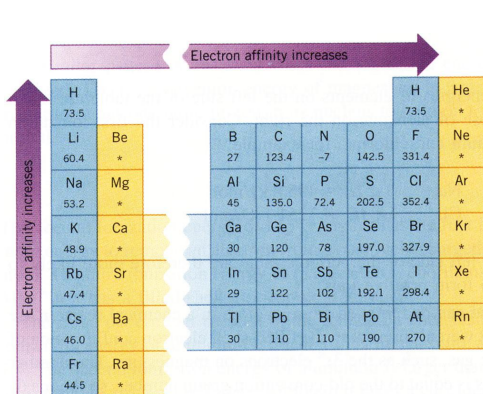 Electron affinity increases
Electron affinity increases
H H He
73.5 73.5 *
Li Be B C N O F Ne
60.4 * 27 123.4 –7 142.5 331.4 *
Na Mg Al Si P S Cl Ar
53.2 * 45 135.0 72.4 202.5 352.4 *
K Ca Ga Ge As Se Br Kr
48.9 * 30 120 78 197.0 327.9 *
Rb Sr In Sn Sb Te I Xe
47.4 * 29 122 102 192.1 298.4 *
Cs Ba Tl Pb Bi Po At Rn
46.0 * 30 110 110 190 270 *
Fr Ra
44.5 *